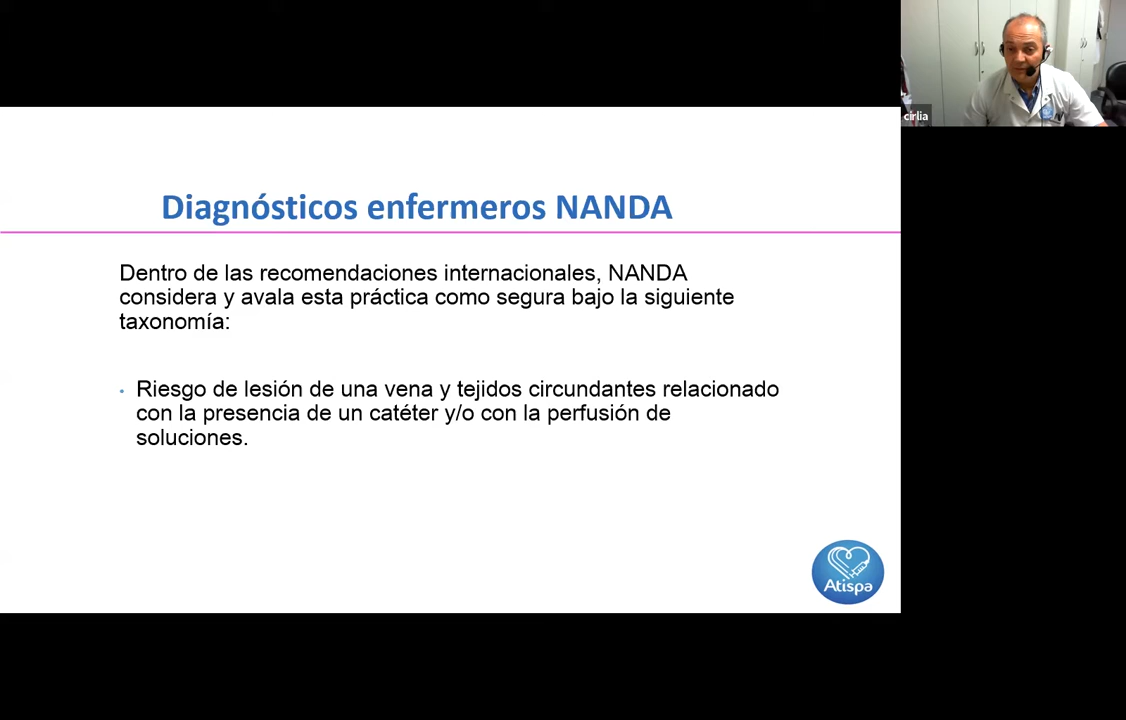 cirlia
Diagnósticos enfermeros NANDA
Dentro de las recomendaciones internacionales, NANDA
considera y avala esta práctica como segura bajo la siguiente
taxonomía:
• Riesgo de lesión de una vena y tejidos circundantes relacionado
con la presencia de un catéter y/o con la perfusión de
soluciones.
Atispa